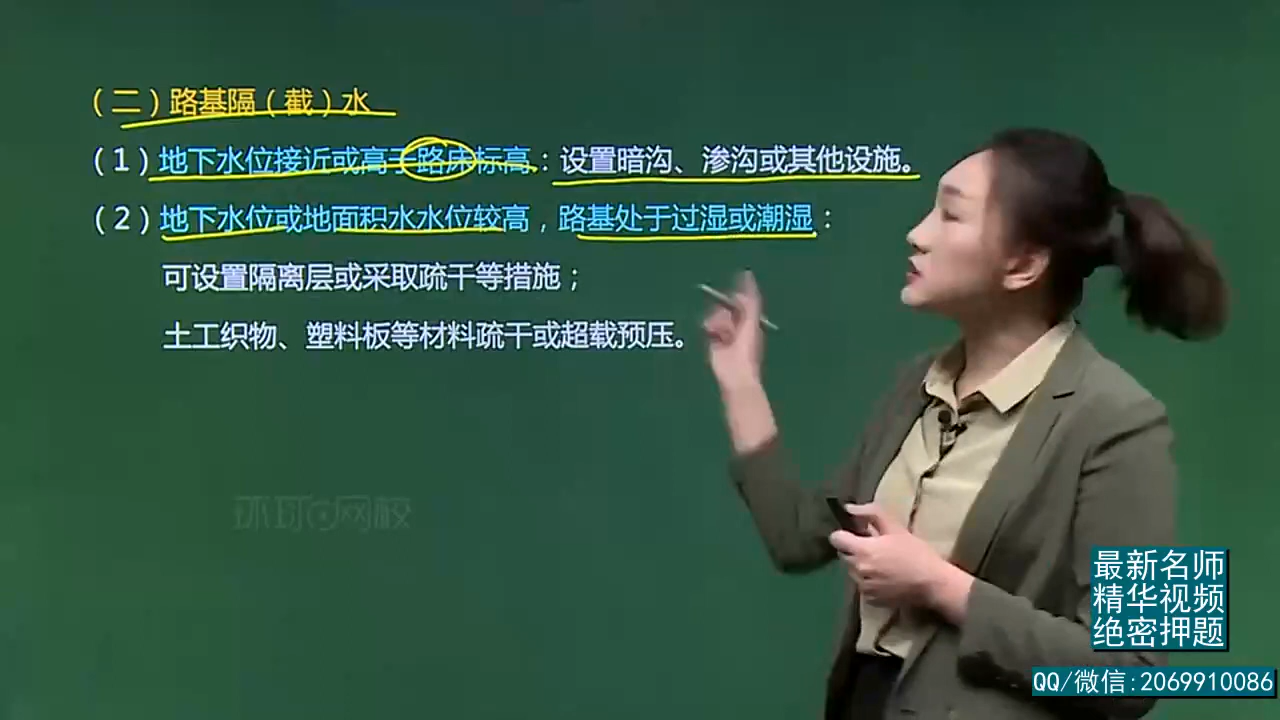 （二）路基隔（截）水
（1）地下水位接近或高于路床标高：设置暗沟、渗沟或其他设施。
（2）地下水位或地面积水水位较高，路基处于过湿或潮湿：
可设置隔离层或采取疏干等措施；
土工织物、塑料板等材料疏干或超载预压。
环球网校
最新名师
精华视频
绝密押题
QQ/微信:2069910086